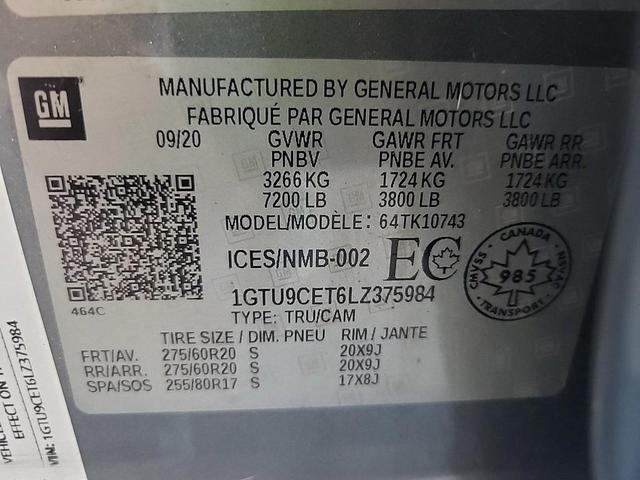 GM
MANUFACTURED BY GENERAL MOTORS LLC
FABRIQUÉ PAR GENERAL MOTORS LLC
09/20 GVWR GAWR FRT GAWR RR
PNBV PNBE AV. PNBE ARR.
3266 KG 1724 KG 1724 KG
7200 LB 3800 LB 3800 LB
MODEL/MODÈLE: 64TK10743
ICES/NMB-002 EC
CMVSS · CANADA · NSVAC
985
· TRANSPORT ·
464C
1GTU9CET6LZ375984
TYPE: TRU/CAM
TIRE SIZE / DIM. PNEU RIM / JANTE
FRT/AV. 275/60R20 S 20X9J
RR/ARR. 275/60R20 S 20X9J
SPA/SOS 255/80R17 S 17X8J
EFFECT ON
VIN: 1GTU9CET6LZ375984